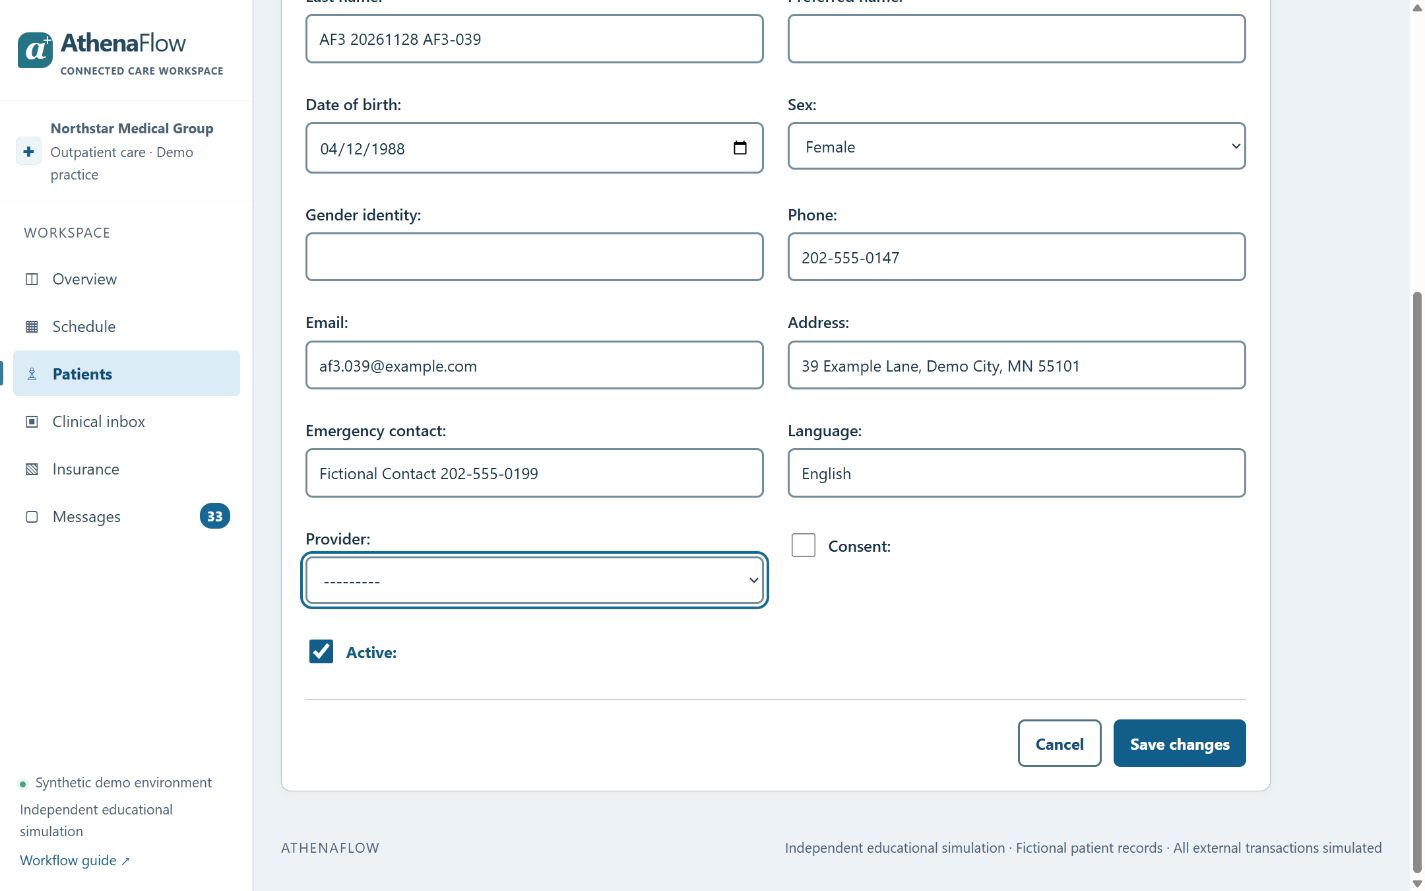 AthenaFlow
CONNECTED CARE WORKSPACE
Northstar Medical Group
Outpatient care · Demo
practice
WORKSPACE
Overview
Schedule
Patients
Clinical inbox
Insurance
Messages
33
Synthetic demo environment
Independent educational
simulation
Workflow guide ↗
AF3 20261128 AF3-039
Date of birth:
04/12/1988
Sex:
Female
Gender identity:
Phone:
202-555-0147
Email:
af3.039@example.com
Address:
39 Example Lane, Demo City, MN 55101
Emergency contact:
Fictional Contact 202-555-0199
Language:
English
Provider:
---------
Consent:
Active:
Cancel
Save changes
ATHENAFLOW
Independent educational simulation · Fictional patient records · All external transactions simulated